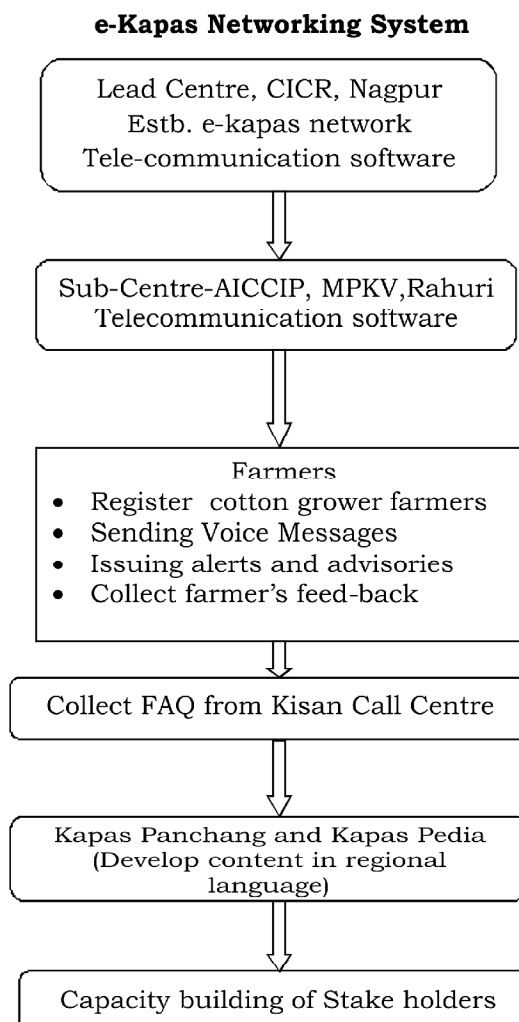 e-Kapas Networking System
Lead Centre, CICR, Nagpur
Estb. e-kapas network
Tele-communication software
Sub-Centre-AICCIP, MPKV,Rahuri
Telecommunication software
Farmers
• Register cotton grower farmers
• Sending Voice Messages
• Issuing alerts and advisories
• Collect farmer's feed-back
Collect FAQ from Kisan Call Centre
Kapas Panchang and Kapas Pedia
(Develop content in regional
language)
Capacity building of Stake holders